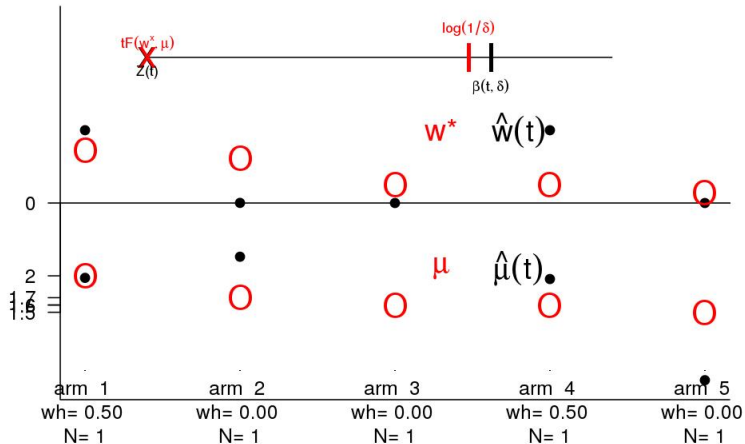 log(1/δ)
tF(w*, μ)
Z(t)
β(t, δ)
w* ŵ(t)
0
μ μ̂(t)
2
1.7
1.6
1.5
arm 1 arm 2 arm 3 arm 4 arm 5
wh= 0.50 wh= 0.00 wh= 0.00 wh= 0.50 wh= 0.00
N= 1 N= 1 N= 1 N= 1 N= 1